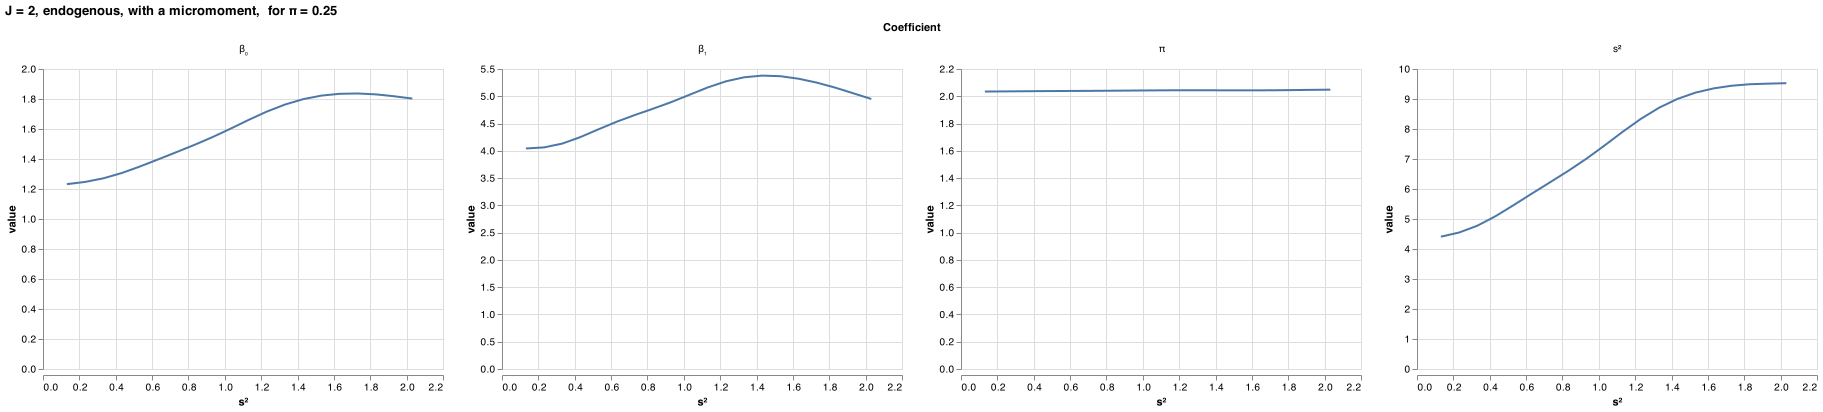 J = 2, endogenous, with a micromoment, for π = 0.25
Coefficient
β₀ β₁ π s²
2.0 5.5 2.2 10
1.8 5.0 2.0 9
1.6 4.5 1.8 8
1.4 4.0 1.6 7
1.2 3.5 1.4 6
1.0 3.0 1.2 5
0.8 2.5 1.0 4
0.6 2.0 0.8 3
0.4 1.5 0.6 2
0.2 1.0 0.4 1
0.0 0.5 0.2 0
0.0 0.0
value value value value
0.0 0.2 0.4 0.6 0.8 1.0 1.2 1.4 1.6 1.8 2.0 2.2
0.0 0.2 0.4 0.6 0.8 1.0 1.2 1.4 1.6 1.8 2.0 2.2
0.0 0.2 0.4 0.6 0.8 1.0 1.2 1.4 1.6 1.8 2.0 2.2
0.0 0.2 0.4 0.6 0.8 1.0 1.2 1.4 1.6 1.8 2.0 2.2
s² s² s² s²